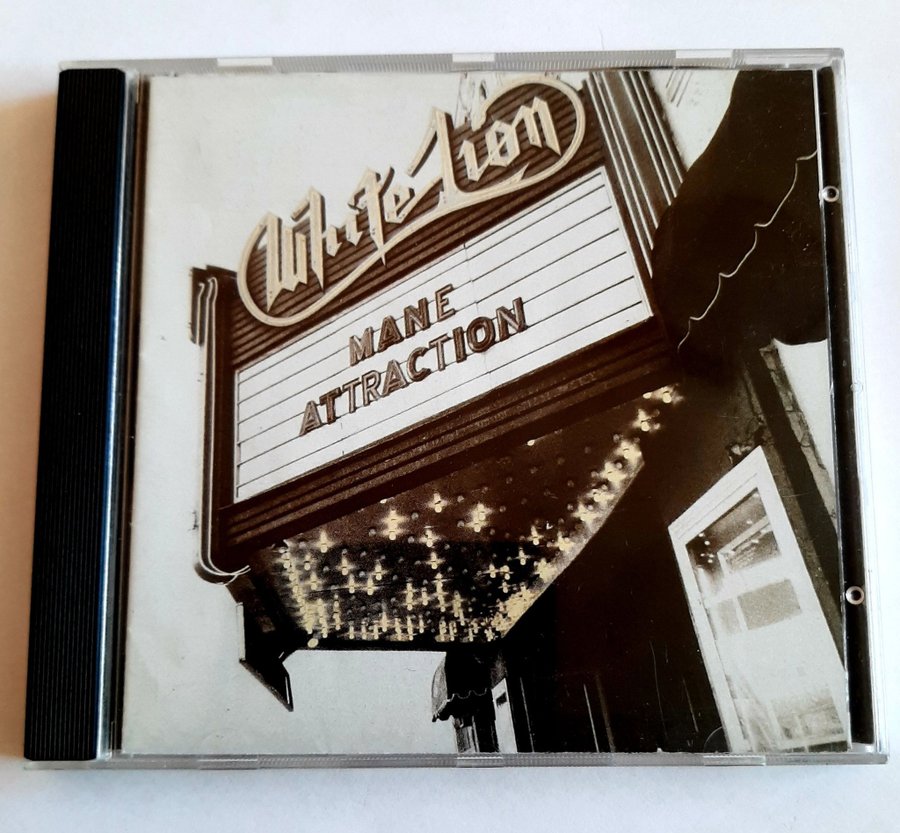 White Lion
MANE
ATTRACTION